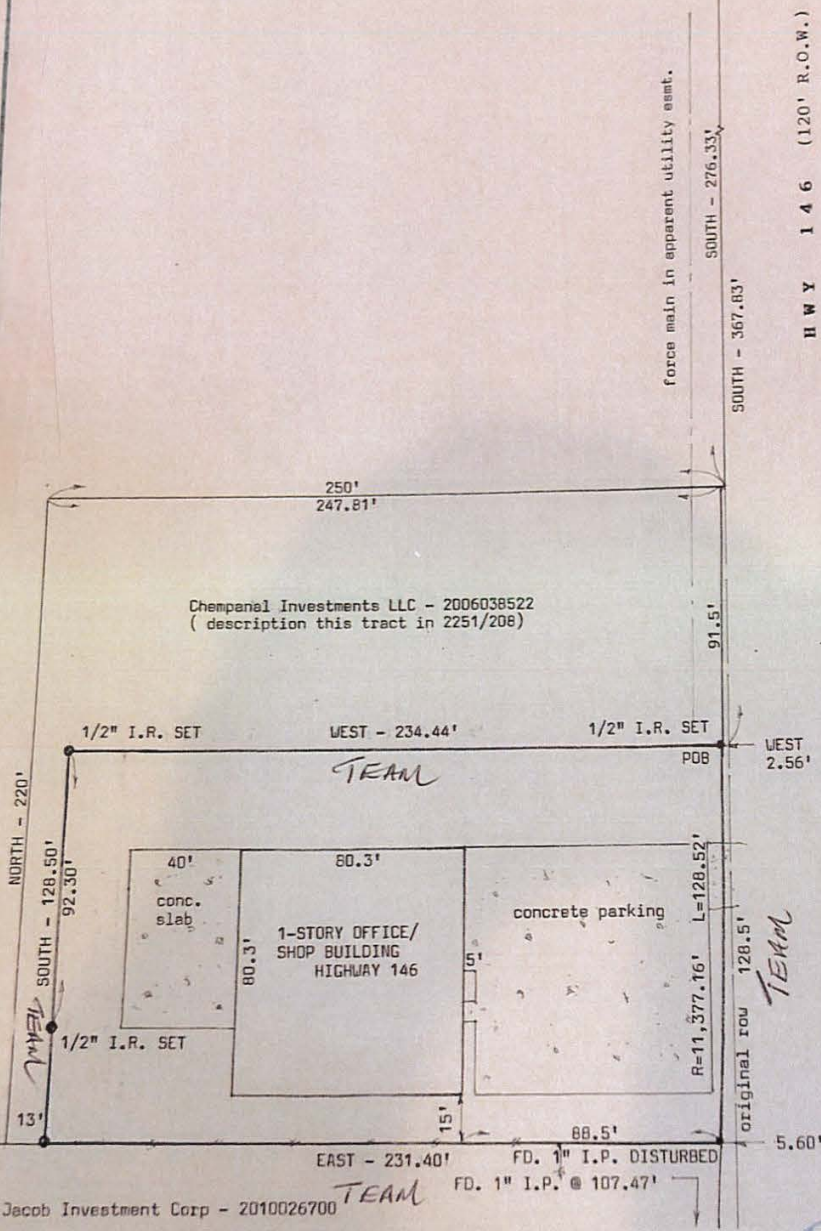 HWY 146 (120' R.O.W.)
force main in apparent utility esmt.
SOUTH - 276.33'
SOUTH - 367.83'
250'
247.81'
Chempanel Investments LLC - 2006038522
( description this tract in 2251/208)
91.5'
1/2" I.R. SET
WEST - 234.44'
1/2" I.R. SET
POB
WEST
2.56'
TEAM
NORTH - 220'
SOUTH - 128.50'
92.30'
40'
conc.
slab
80.3'
80.3'
1-STORY OFFICE/
SHOP BUILDING
HIGHWAY 146
5'
concrete parking
R=11,377.16' L=128.52'
original row 128.5'
TEAM
TEAM
1/2" I.R. SET
13'
15'
88.5'
5.60'
EAST - 231.40'
FD. 1" I.P. DISTURBED
TEAM
FD. 1" I.P. @ 107.47'
Jacob Investment Corp - 2010026700